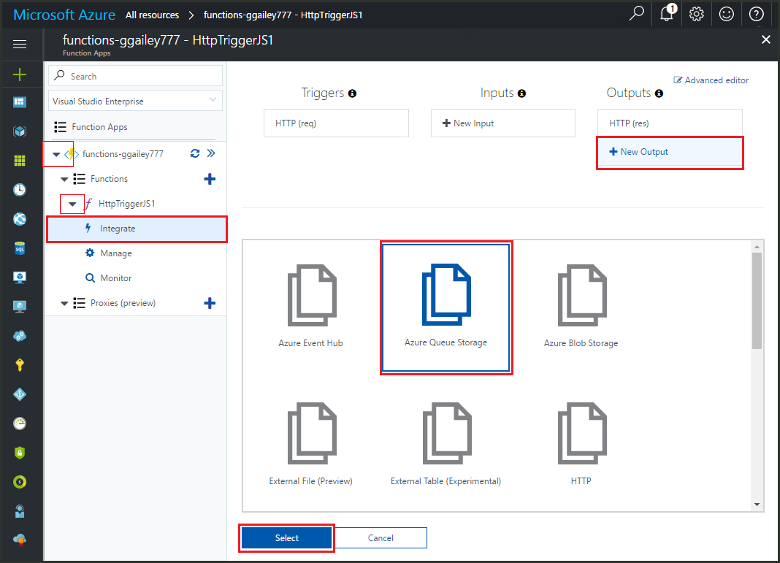 Microsoft Azure All resources > functions-ggailey777 - HttpTriggerJS1
1
functions-ggailey777 - HttpTriggerJS1
Function Apps
Search
Visual Studio Enterprise
Function Apps
functions-ggailey777
Functions
HttpTriggerJS1
Integrate
Manage
Monitor
Proxies (preview)
Advanced editor
Triggers
Inputs
Outputs
HTTP (req)
New Input
HTTP (res)
New Output
Azure Event Hub
Azure Queue Storage
Azure Blob Storage
External File (Preview)
External Table (Experimental)
HTTP
Select
Cancel